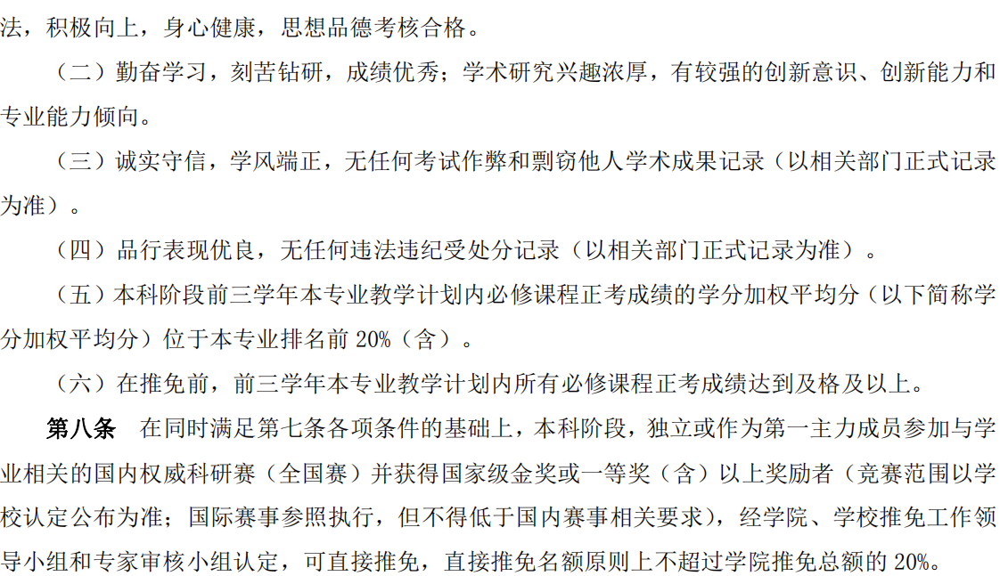 法，积极向上，身心健康，思想品德考核合格。
（二）勤奋学习，刻苦钻研，成绩优秀；学术研究兴趣浓厚，有较强的创新意识、创新能力和
专业能力倾向。
（三）诚实守信，学风端正，无任何考试作弊和剽窃他人学术成果记录（以相关部门正式记录
为准）。
（四）品行表现优良，无任何违法违纪受处分记录（以相关部门正式记录为准）。
（五）本科阶段前三学年本专业教学计划内必修课程正考成绩的学分加权平均分（以下简称学
分加权平均分）位于本专业排名前 20%（含）。
（六）在推免前，前三学年本专业教学计划内所有必修课程正考成绩达到及格及以上。
第八条 在同时满足第七条各项条件的基础上，本科阶段，独立或作为第一主力成员参加与学
业相关的国内权威科研赛（全国赛）并获得国家级金奖或一等奖（含）以上奖励者（竞赛范围以学
校认定公布为准；国际赛事参照执行，但不得低于国内赛事相关要求），经学院、学校推免工作领
导小组和专家审核小组认定，可直接推免，直接推免名额原则上不超过学院推免总额的 20%。